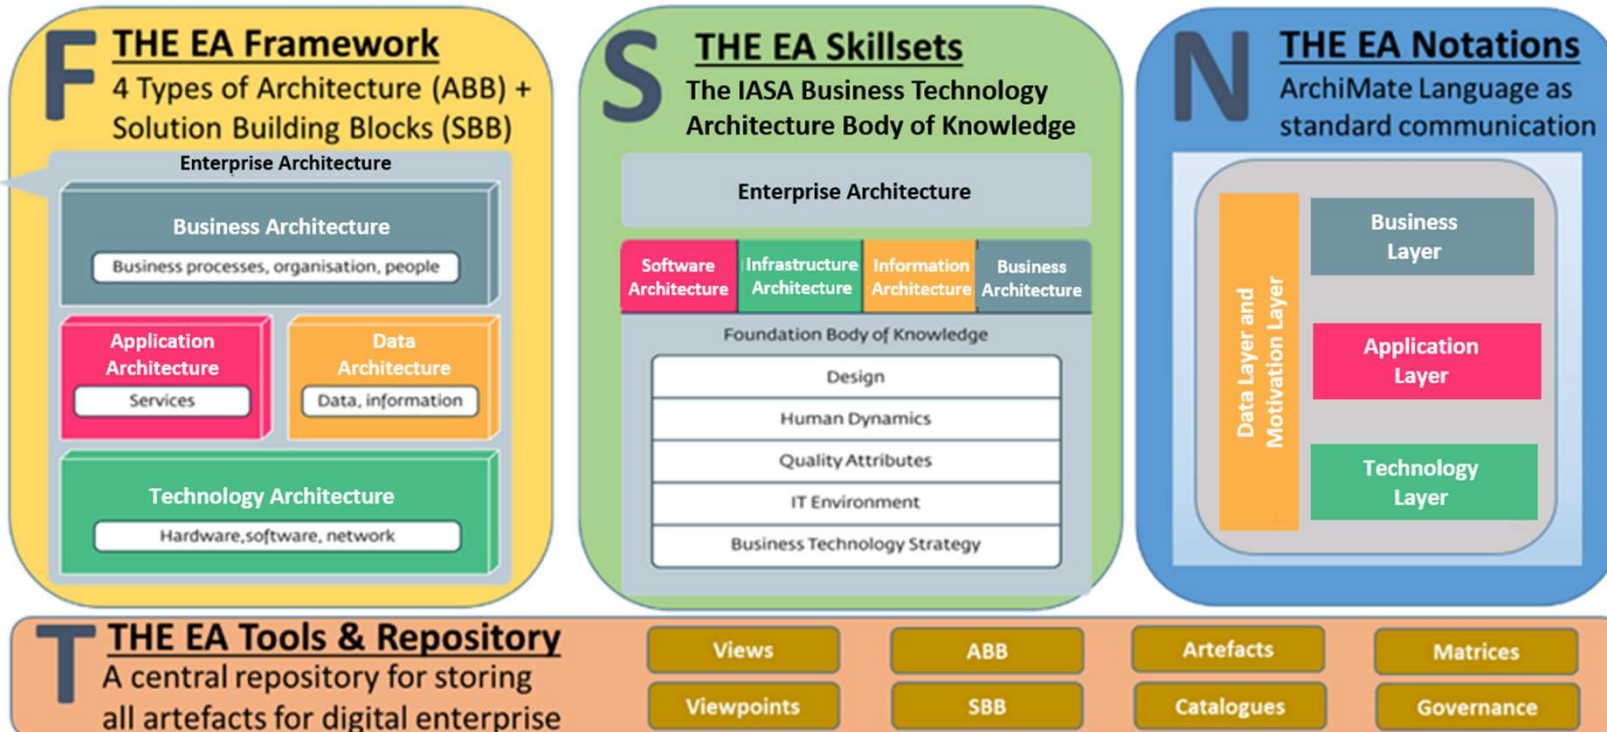 F
THE EA Framework
4 Types of Architecture (ABB) +
Solution Building Blocks (SBB)
Enterprise Architecture
Business Architecture
Business processes, organisation, people
Application
Architecture
Services
Data
Architecture
Data, information
Technology Architecture
Hardware,software, network
S
THE EA Skillsets
The IASA Business Technology
Architecture Body of Knowledge
Enterprise Architecture
Software
Architecture
Infrastructure
Architecture
Information
Architecture
Business
Architecture
Foundation Body of Knowledge
Design
Human Dynamics
Quality Attributes
IT Environment
Business Technology Strategy
N
THE EA Notations
ArchiMate Language as
standard communication
Data Layer and
Motivation Layer
Business
Layer
Application
Layer
Technology
Layer
T
THE EA Tools & Repository
A central repository for storing
all artefacts for digital enterprise
Views
ABB
Artefacts
Matrices
Viewpoints
SBB
Catalogues
Governance